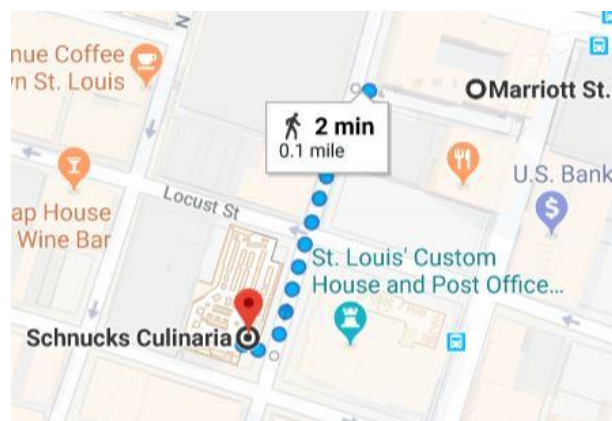 nue Coffee
n St. Louis
Marriott St.
2 min
0.1 mile
U.S. Bank
$
Locust St
ap House
Wine Bar
St. Louis' Custom
House and Post Office...
Schnucks Culinaria